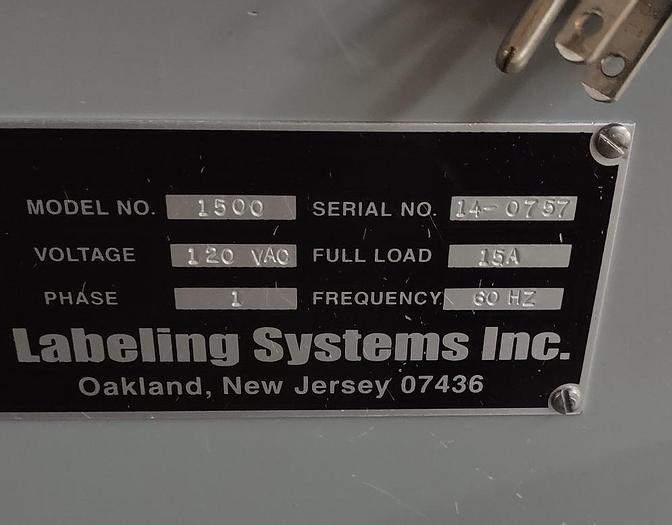 MODEL NO. 1500 SERIAL NO. 14-0757
VOLTAGE 120 VAC FULL LOAD 15A
PHASE 1 FREQUENCY 60 HZ
Labeling Systems Inc.
Oakland, New Jersey 07436